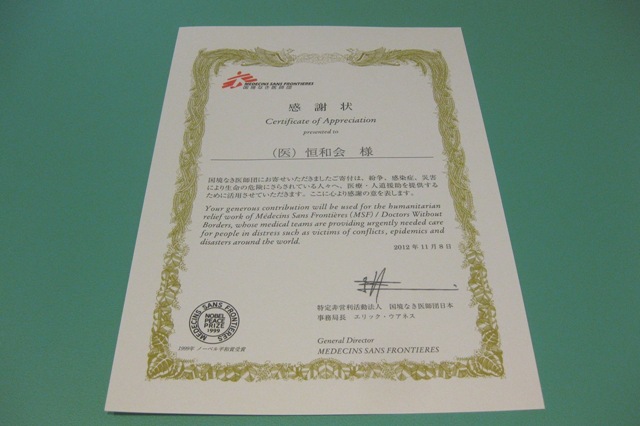 MEDECINS SANS FRONTIERES
国境なき医師団
感謝状
Certificate of Appreciation
presented to
（医）恒和会 様
国境なき医師団にお寄せいただきましたご寄付は、紛争、感染症、災害
により生命の危険にさらされている人々へ、医療・人道援助を提供する
ために活用させていただきます。ここに心より感謝の意を表します。
Your generous contribution will be used for the humanitarian
relief work of Médecins Sans Frontières (MSF) / Doctors Without
Borders, whose medical teams are providing urgently needed care
for people in distress such as victims of conflicts, epidemics and
disasters around the world.
2012年11月8日
特定非営利活動法人 国境なき医師団日本
事務局長 エリック・ウアネス
General Director
MEDECINS SANS FRONTIERES
MEDECINS SANS FRONTIERES
NOBEL
PEACE
PRIZE
1999
1999年 ノーベル平和賞受賞